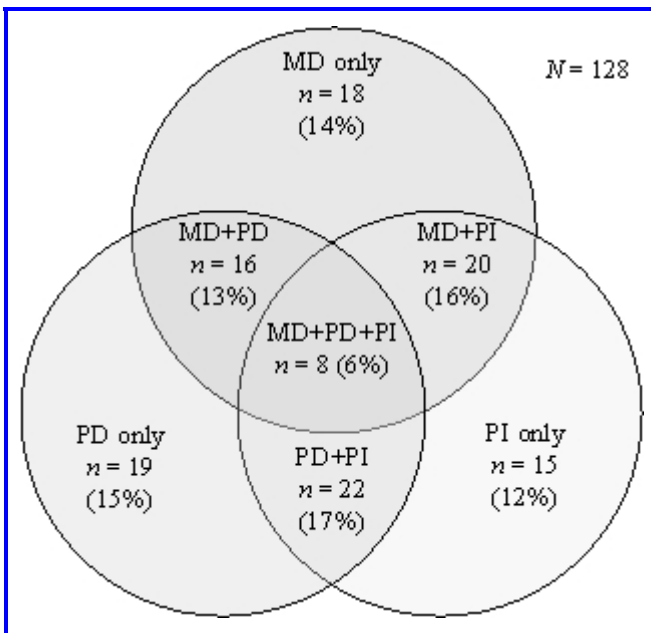 MD only
n = 18
(14%)
N = 128
MD+PD
n = 16
(13%)
MD+PI
n = 20
(16%)
MD+PD+PI
n = 8 (6%)
PD only
n = 19
(15%)
PD+PI
n = 22
(17%)
PI only
n = 15
(12%)